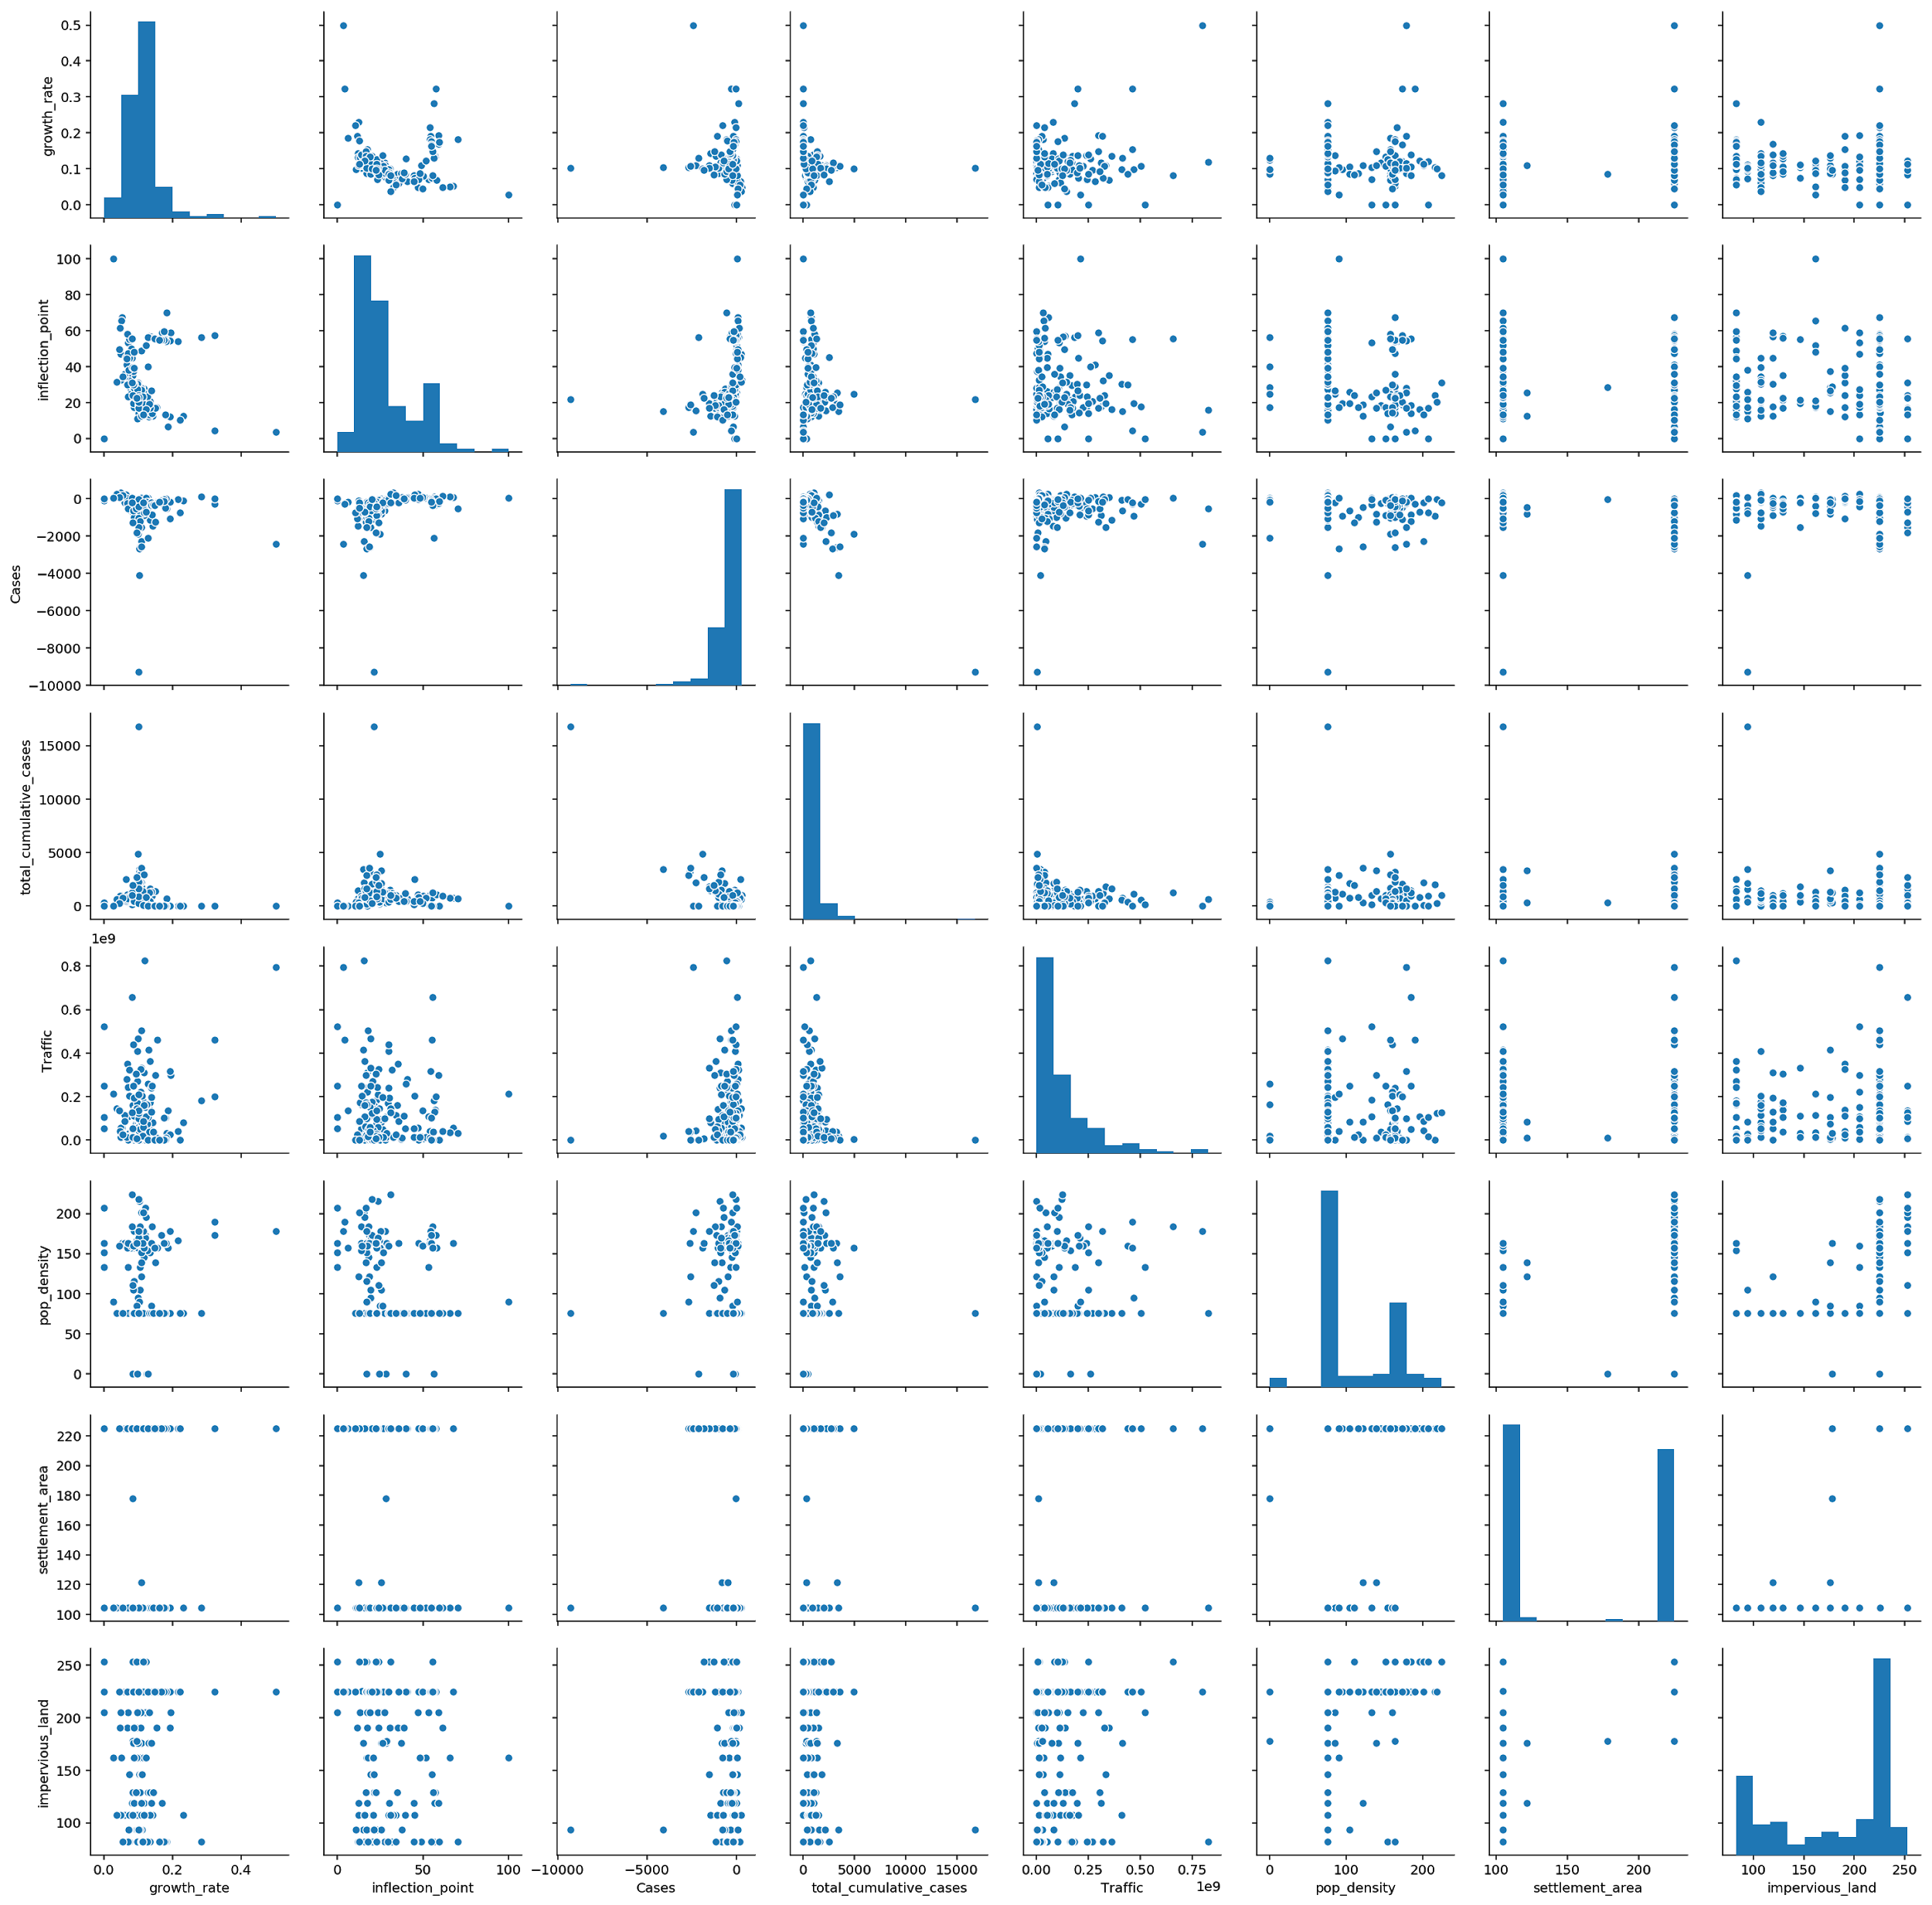 0.5
0.4
0.3
0.2
0.1
0.0
growth_rate
100
80
60
40
20
0
inflection_point
0
−2000
−4000
−6000
−8000
−10000
Cases
15000
10000
5000
0
total_cumulative_cases
1e9
0.8
0.6
0.4
0.2
0.0
Traffic
200
150
100
50
0
pop_density
220
200
180
160
140
120
100
settlement_area
250
200
150
100
impervious_land
0.0 0.2 0.4
growth_rate
0 50 100
inflection_point
−10000 −5000 0
Cases
0 5000 10000 15000
total_cumulative_cases
0.00 0.25 0.50 0.75
Traffic 1e9
0 100 200
pop_density
100 150 200
settlement_area
100 150 200 250
impervious_land